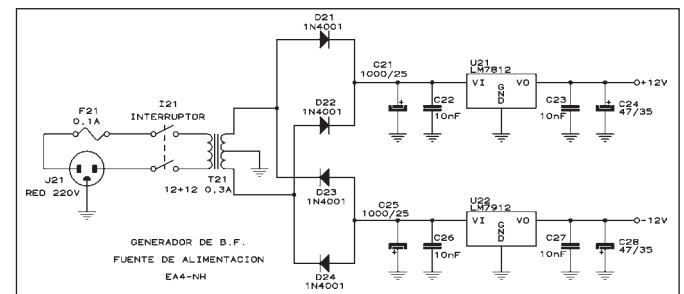 D21
1N4001
C21
1000/25
U21
LM7812
VI
VO
GND
+12V
C22
10nF
C23
10nF
C24
47/35
F21
0,1A
I21
INTERRUPTOR
D22
1N4001
J21
RED 220V
T21
12+12 0,3A
D23
1N4001
C25
1000/25
U22
LM7912
VI
VO
GND
-12V
C26
10nF
C27
10nF
C28
47/35
GENERADOR DE B.F.
FUENTE DE ALIMENTACION
EA4-NH
D24
1N4001